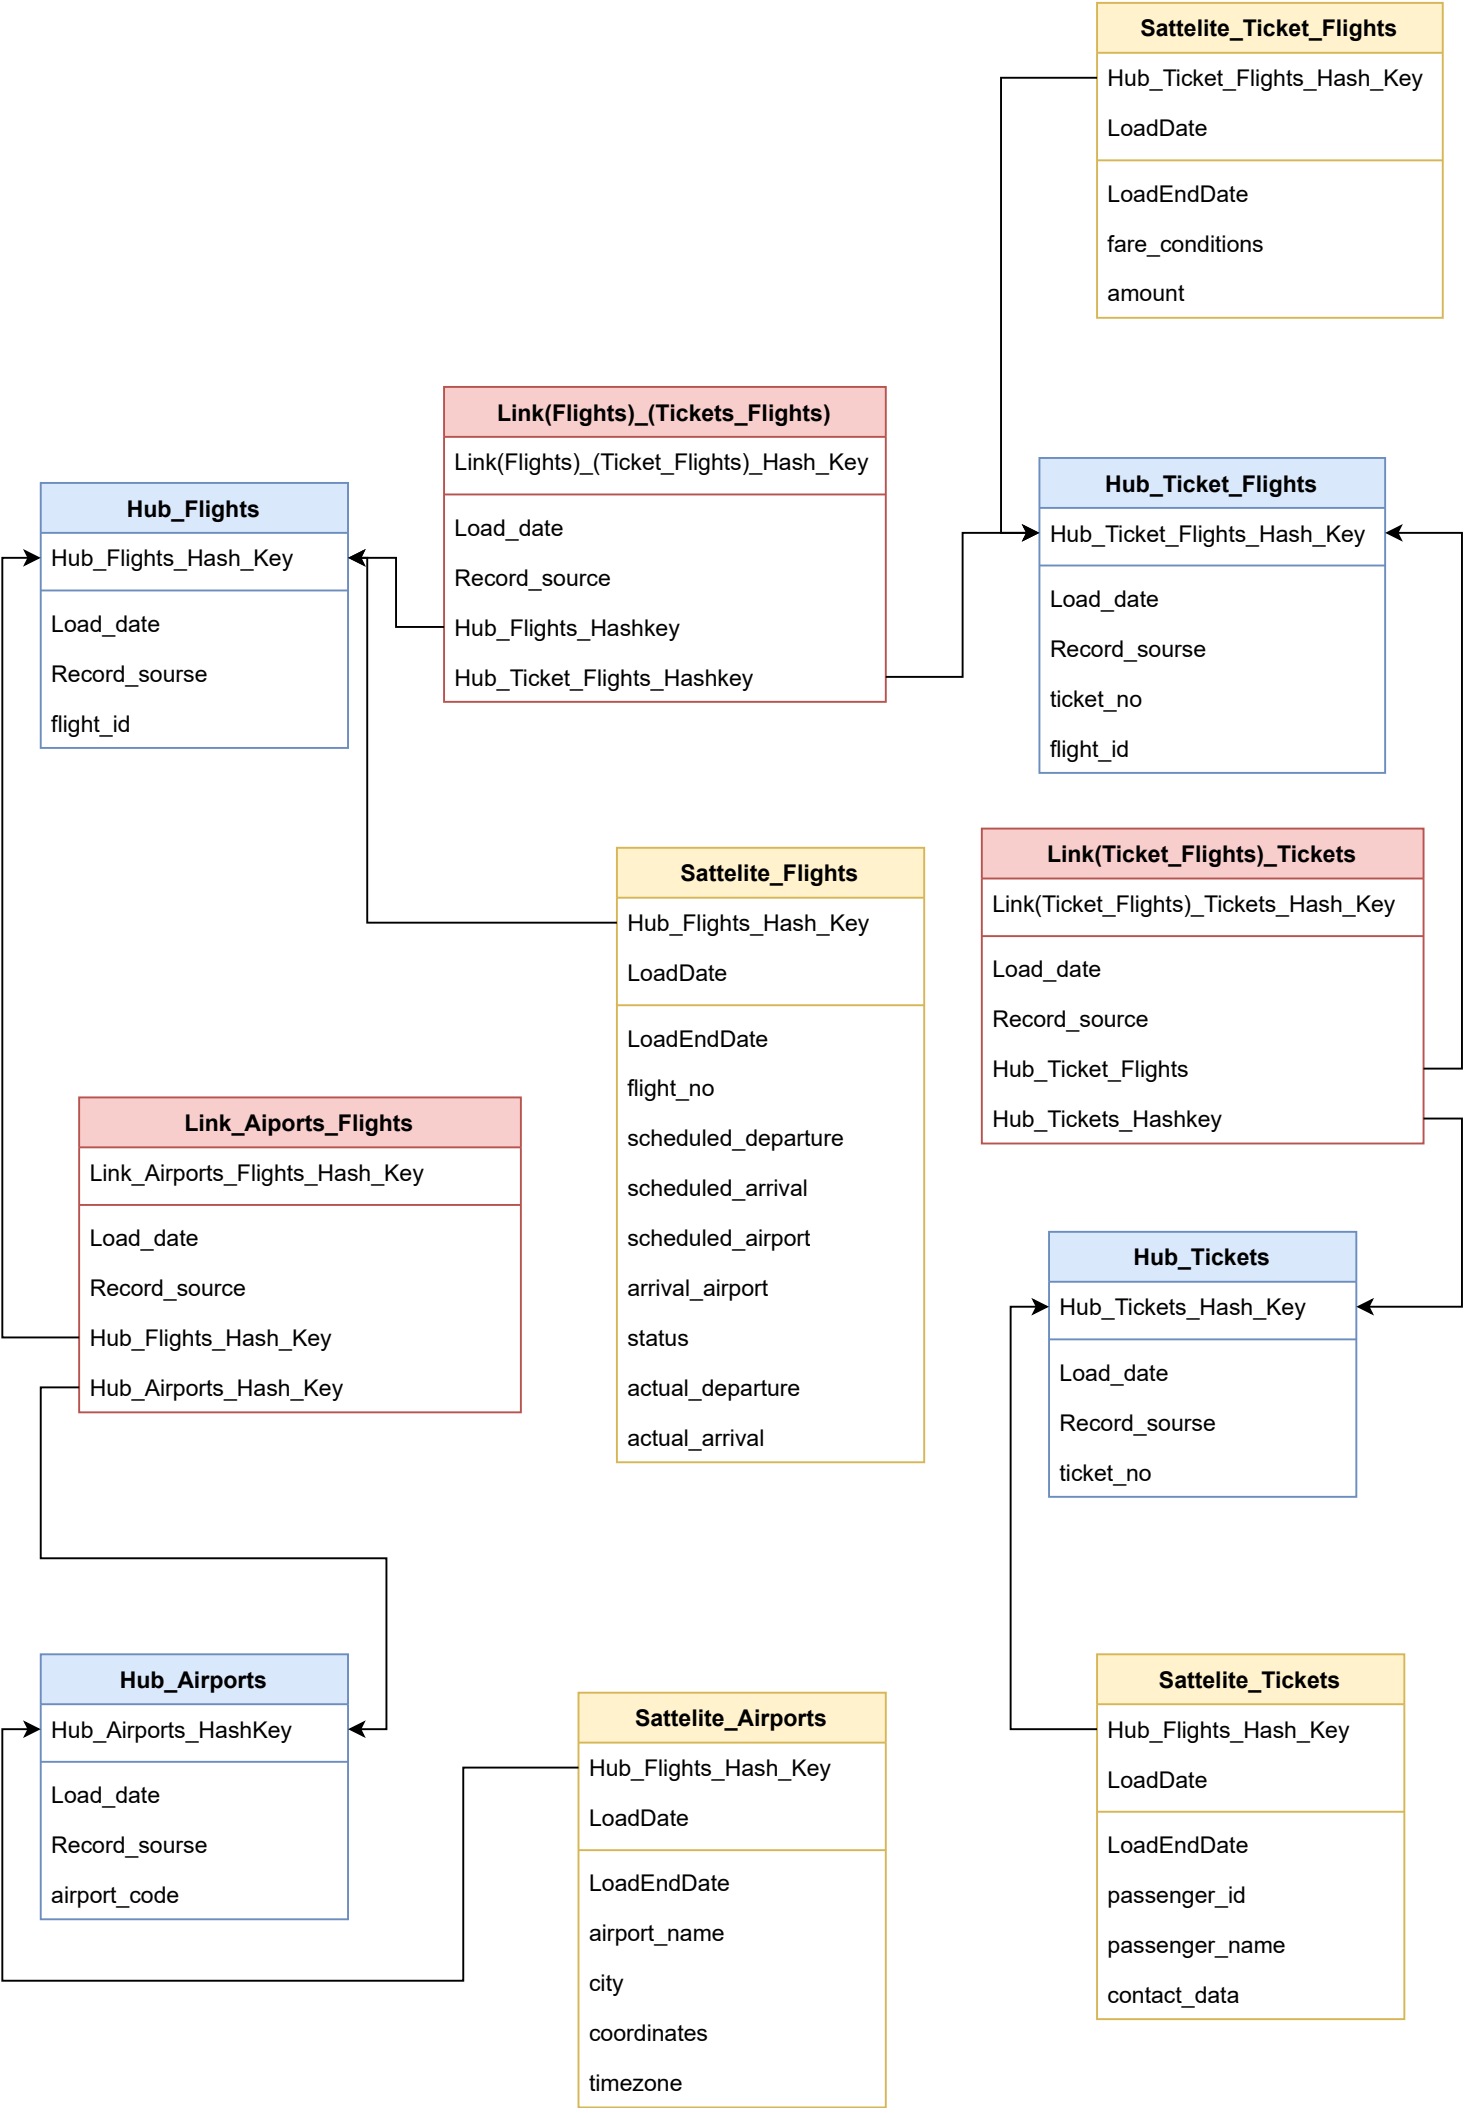 Sattelite_Ticket_Flights
Hub_Ticket_Flights_Hash_Key
LoadDate
LoadEndDate
fare_conditions
amount
Link(Flights)_(Tickets_Flights)
Link(Flights)_(Ticket_Flights)_Hash_Key
Load_date
Record_source
Hub_Flights_Hashkey
Hub_Ticket_Flights_Hashkey
Hub_Flights
Hub_Flights_Hash_Key
Load_date
Record_sourse
flight_id
Hub_Ticket_Flights
Hub_Ticket_Flights_Hash_Key
Load_date
Record_sourse
ticket_no
flight_id
Sattelite_Flights
Hub_Flights_Hash_Key
LoadDate
LoadEndDate
flight_no
scheduled_departure
scheduled_arrival
scheduled_airport
arrival_airport
status
actual_departure
actual_arrival
Link(Ticket_Flights)_Tickets
Link(Ticket_Flights)_Tickets_Hash_Key
Load_date
Record_source
Hub_Ticket_Flights
Hub_Tickets_Hashkey
Link_Aiports_Flights
Link_Airports_Flights_Hash_Key
Load_date
Record_source
Hub_Flights_Hash_Key
Hub_Airports_Hash_Key
Hub_Tickets
Hub_Tickets_Hash_Key
Load_date
Record_sourse
ticket_no
Hub_Airports
Hub_Airports_HashKey
Load_date
Record_sourse
airport_code
Sattelite_Airports
Hub_Flights_Hash_Key
LoadDate
LoadEndDate
airport_name
city
coordinates
timezone
Sattelite_Tickets
Hub_Flights_Hash_Key
LoadDate
LoadEndDate
passenger_id
passenger_name
contact_data